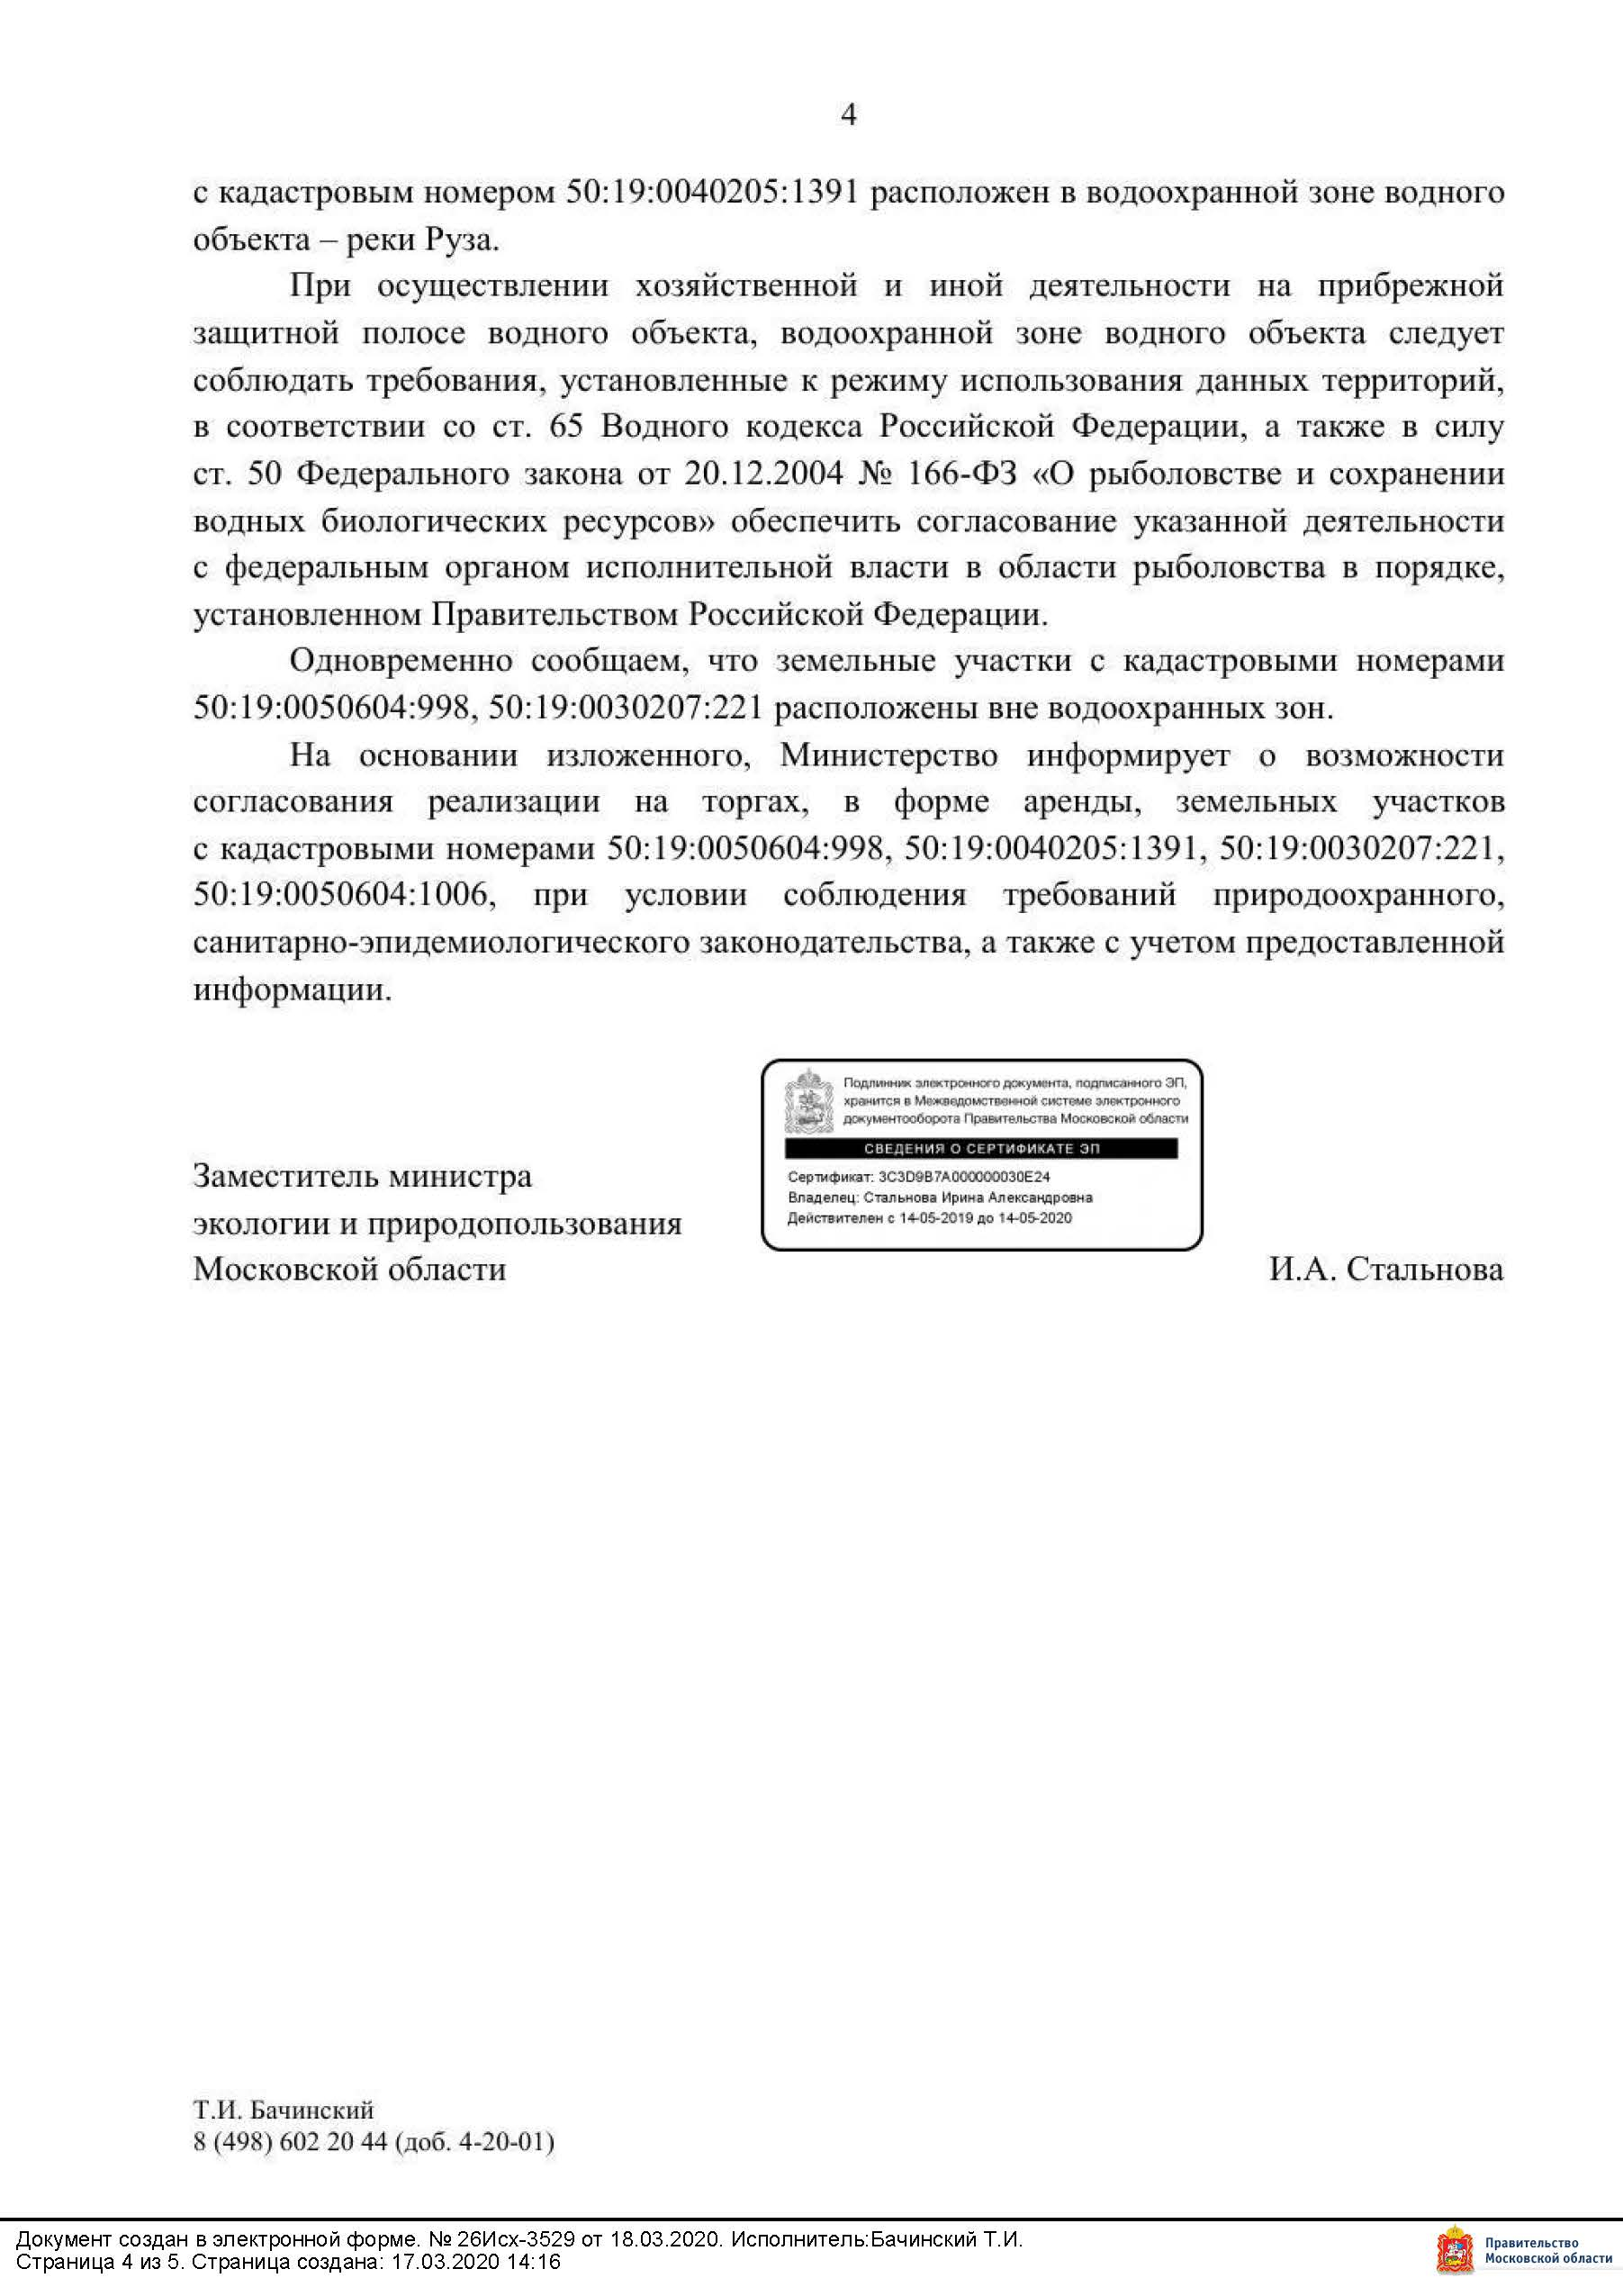 4
с кадастровым номером 50:19:0040205:1391 расположен в водоохранной зоне водного
объекта – реки Руза.
При осуществлении хозяйственной и иной деятельности на прибрежной
защитной полосе водного объекта, водоохранной зоне водного объекта следует
соблюдать требования, установленные к режиму использования данных территорий,
в соответствии со ст. 65 Водного кодекса Российской Федерации, а также в силу
ст. 50 Федерального закона от 20.12.2004 № 166-ФЗ «О рыболовстве и сохранении
водных биологических ресурсов» обеспечить согласование указанной деятельности
с федеральным органом исполнительной власти в области рыболовства в порядке,
установленном Правительством Российской Федерации.
Одновременно сообщаем, что земельные участки с кадастровыми номерами
50:19:0050604:998, 50:19:0030207:221 расположены вне водоохранных зон.
На основании изложенного, Министерство информирует о возможности
согласования реализации на торгах, в форме аренды, земельных участков
с кадастровыми номерами 50:19:0050604:998, 50:19:0040205:1391, 50:19:0030207:221,
50:19:0050604:1006, при условии соблюдения требований природоохранного,
санитарно-эпидемиологического законодательства, а также с учетом предоставленной
информации.
Подлинник электронного документа, подписанного ЭП,
хранится в Межведомственной системе электронного
документооборота Правительства Московской области
СВЕДЕНИЯ О СЕРТИФИКАТЕ ЭП
Сертификат: 3C3D9B7A000000030E24
Владелец: Стальнова Ирина Александровна
Действителен с 14-05-2019 до 14-05-2020
Заместитель министра
экологии и природопользования
Московской области И.А. Стальнова
Т.И. Бачинский
8 (498) 602 20 44 (доб. 4-20-01)
Документ создан в электронной форме. № 26Исх-3529 от 18.03.2020. Исполнитель:Бачинский Т.И.
Страница 4 из 5. Страница создана: 17.03.2020 14:16
Правительство
Московской области